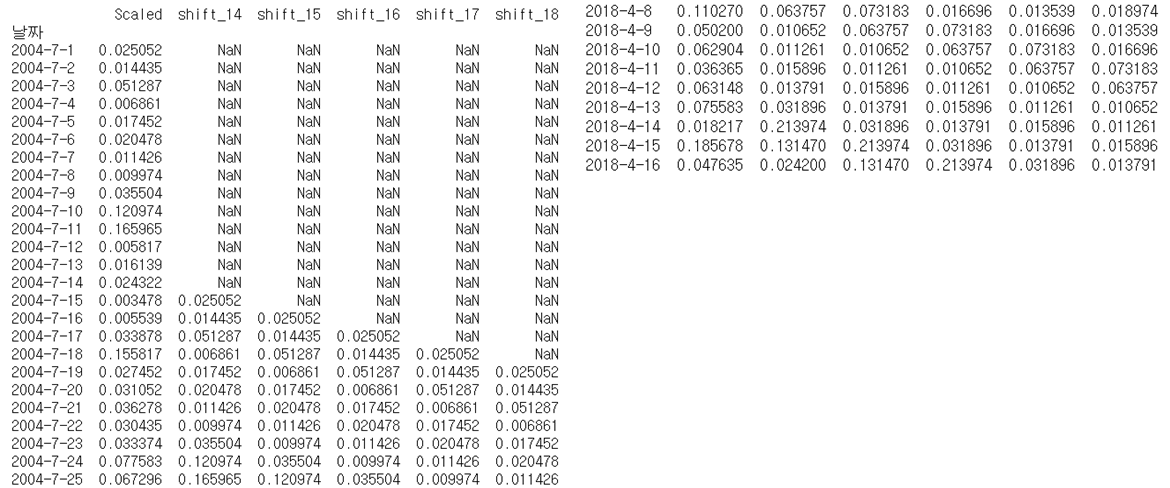 Scaled shift_14 shift_15 shift_16 shift_17 shift_18
날짜
2004-7-1 0.025052 NaN NaN NaN NaN NaN
2004-7-2 0.014435 NaN NaN NaN NaN NaN
2004-7-3 0.051287 NaN NaN NaN NaN NaN
2004-7-4 0.006861 NaN NaN NaN NaN NaN
2004-7-5 0.017452 NaN NaN NaN NaN NaN
2004-7-6 0.020478 NaN NaN NaN NaN NaN
2004-7-7 0.011426 NaN NaN NaN NaN NaN
2004-7-8 0.009974 NaN NaN NaN NaN NaN
2004-7-9 0.035504 NaN NaN NaN NaN NaN
2004-7-10 0.120974 NaN NaN NaN NaN NaN
2004-7-11 0.165965 NaN NaN NaN NaN NaN
2004-7-12 0.005817 NaN NaN NaN NaN NaN
2004-7-13 0.016139 NaN NaN NaN NaN NaN
2004-7-14 0.024322 NaN NaN NaN NaN NaN
2004-7-15 0.003478 0.025052 NaN NaN NaN NaN
2004-7-16 0.005539 0.014435 0.025052 NaN NaN NaN
2004-7-17 0.033878 0.051287 0.014435 0.025052 NaN NaN
2004-7-18 0.155817 0.006861 0.051287 0.014435 0.025052 NaN
2004-7-19 0.027452 0.017452 0.006861 0.051287 0.014435 0.025052
2004-7-20 0.031052 0.020478 0.017452 0.006861 0.051287 0.014435
2004-7-21 0.036278 0.011426 0.020478 0.017452 0.006861 0.051287
2004-7-22 0.030435 0.009974 0.011426 0.020478 0.017452 0.006861
2004-7-23 0.033374 0.035504 0.009974 0.011426 0.020478 0.017452
2004-7-24 0.077583 0.120974 0.035504 0.009974 0.011426 0.020478
2004-7-25 0.067296 0.165965 0.120974 0.035504 0.009974 0.011426
2018-4-8 0.110270 0.063757 0.073183 0.016696 0.013539 0.018974
2018-4-9 0.050200 0.010652 0.063757 0.073183 0.016696 0.013539
2018-4-10 0.062904 0.011261 0.010652 0.063757 0.073183 0.016696
2018-4-11 0.036365 0.015896 0.011261 0.010652 0.063757 0.073183
2018-4-12 0.063148 0.013791 0.015896 0.011261 0.010652 0.063757
2018-4-13 0.075583 0.031896 0.013791 0.015896 0.011261 0.010652
2018-4-14 0.018217 0.213974 0.031896 0.013791 0.015896 0.011261
2018-4-15 0.185678 0.131470 0.213974 0.031896 0.013791 0.015896
2018-4-16 0.047635 0.024200 0.131470 0.213974 0.031896 0.013791